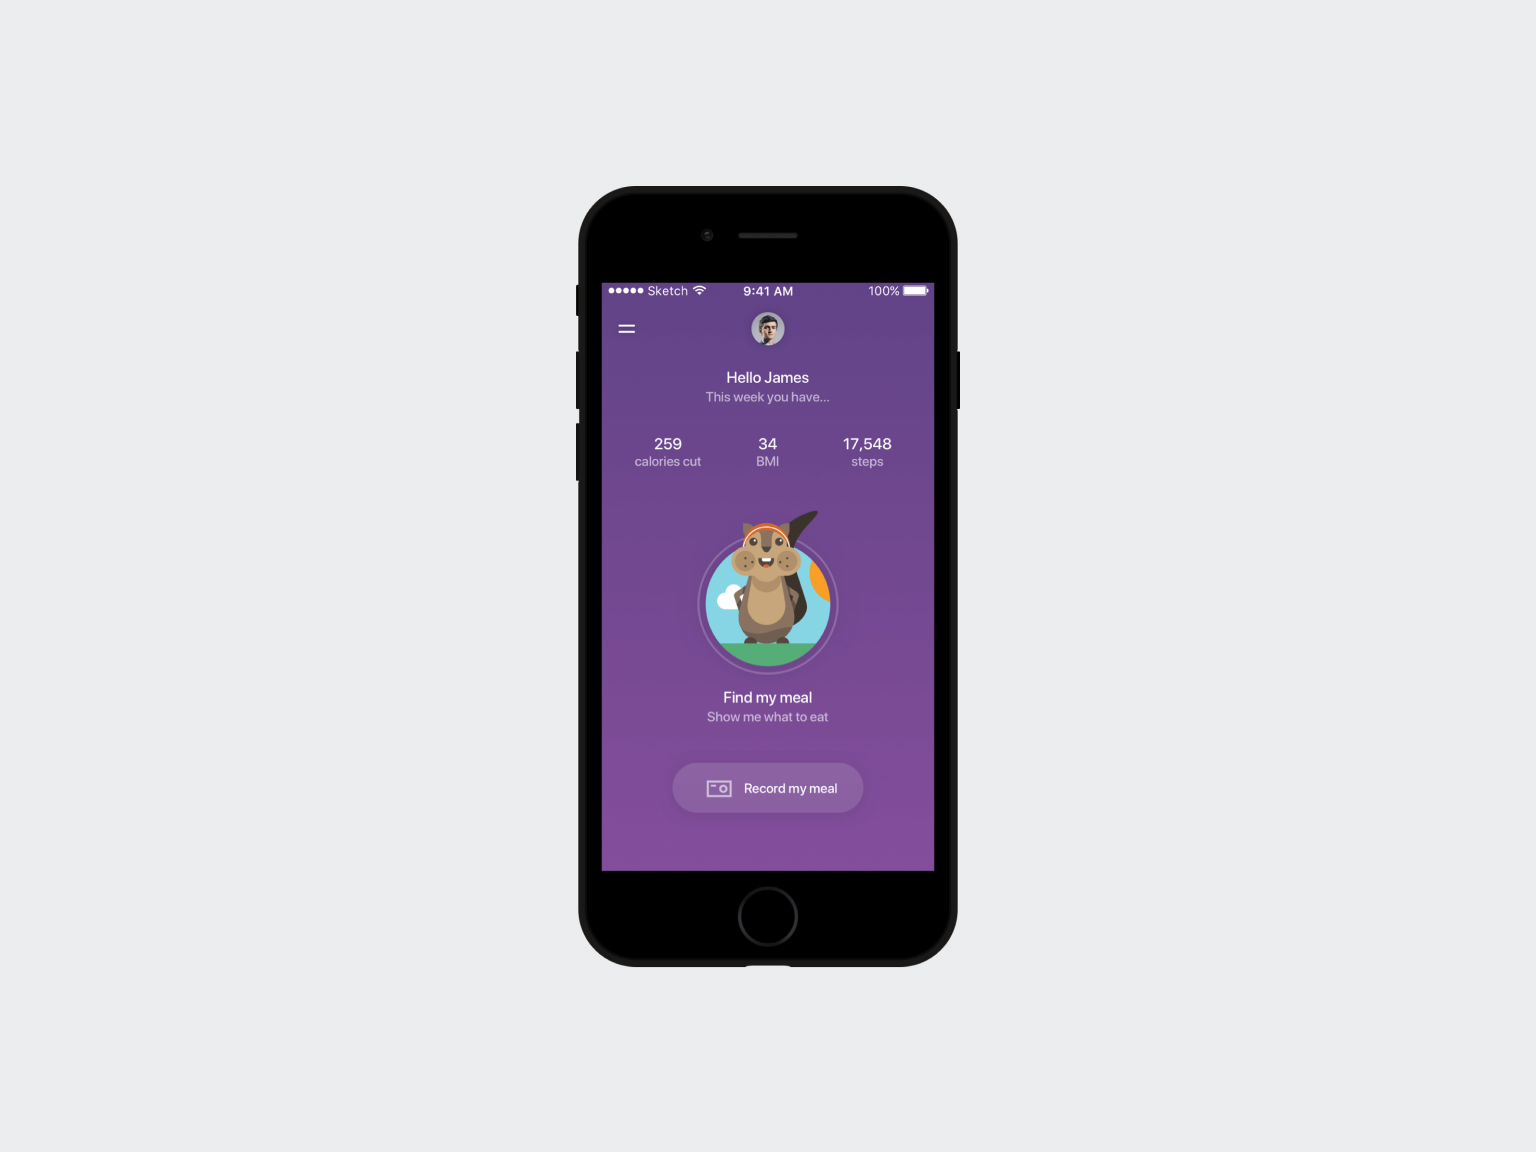 Sketch 9:41 AM 100%
Hello James
This week you have...
259 34 17,548
calories cut BMI steps
Find my meal
Show me what to eat
Record my meal